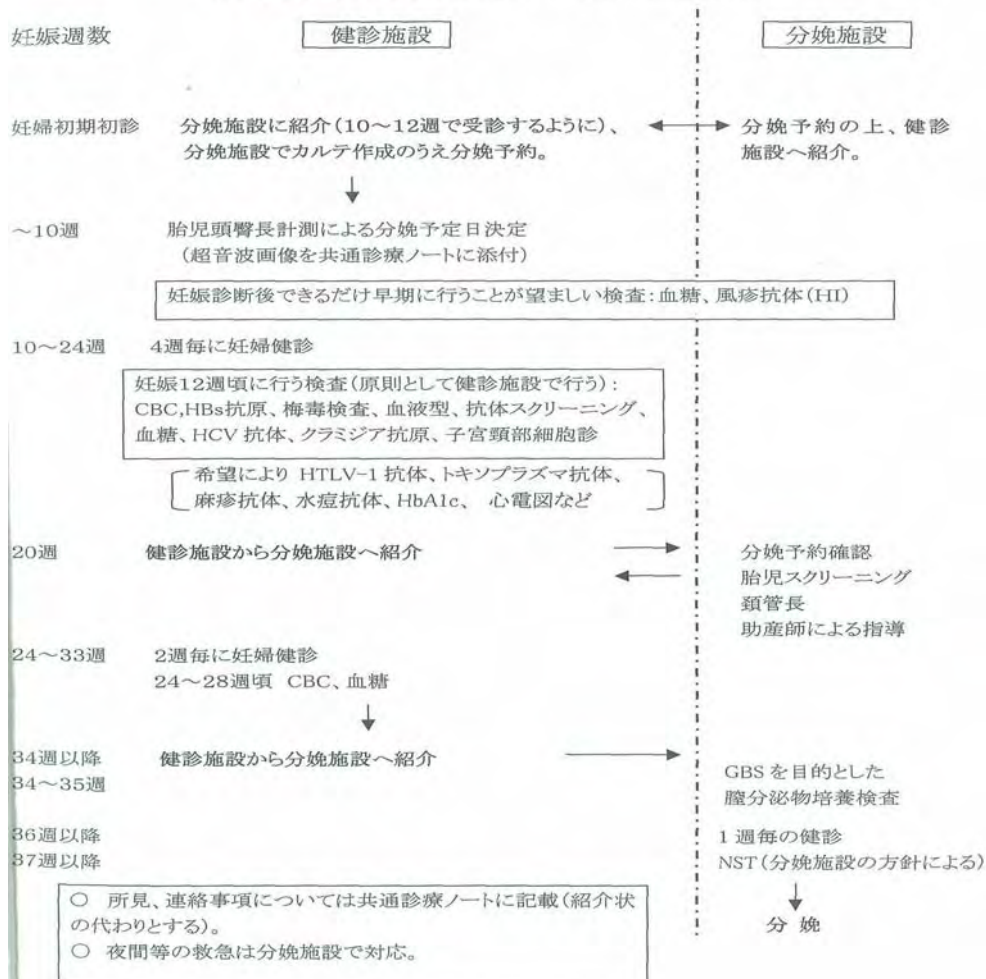 妊娠週数 健診施設 分娩施設
妊婦初期初診 分娩施設に紹介(10～12週で受診するように)、 分娩予約の上、健診
分娩施設でカルテ作成のうえ分娩予約。 施設へ紹介。
～10週 胎児頭臀長計測による分娩予定日決定
(超音波画像を共通診療ノートに添付)
妊娠診断後できるだけ早期に行うことが望ましい検査:血糖、風疹抗体(HI)
10～24週 4週毎に妊婦健診
妊娠12週頃に行う検査(原則として健診施設で行う):
CBC,HBs抗原、梅毒検査、血液型、抗体スクリーニング、
血糖、HCV 抗体、クラミジア抗原、子宮頸部細胞診
希望により HTLV-1 抗体、トキソプラズマ抗体、
麻疹抗体、水痘抗体、HbA1c、 心電図など
20週 健診施設から分娩施設へ紹介 分娩予約確認
胎児スクリーニング
頚管長
助産師による指導
24～33週 2週毎に妊婦健診
24～28週頃 CBC、血糖
34週以降 健診施設から分娩施設へ紹介
34～35週 GBS を目的とした
膣分泌物培養検査
36週以降 1 週毎の健診
37週以降 NST(分娩施設の方針による)
分 娩
○ 所見、連絡事項については共通診療ノートに記載(紹介状
の代わりとする)。
○ 夜間等の救急は分娩施設で対応。